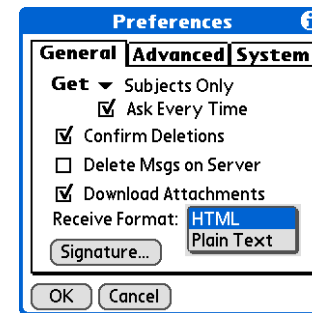 Preferences
General Advanced System
Get Subjects Only
Ask Every Time
Confirm Deletions
Delete Msgs on Server
Download Attachments
Receive Format: HTML
Plain Text
Signature...
OK Cancel